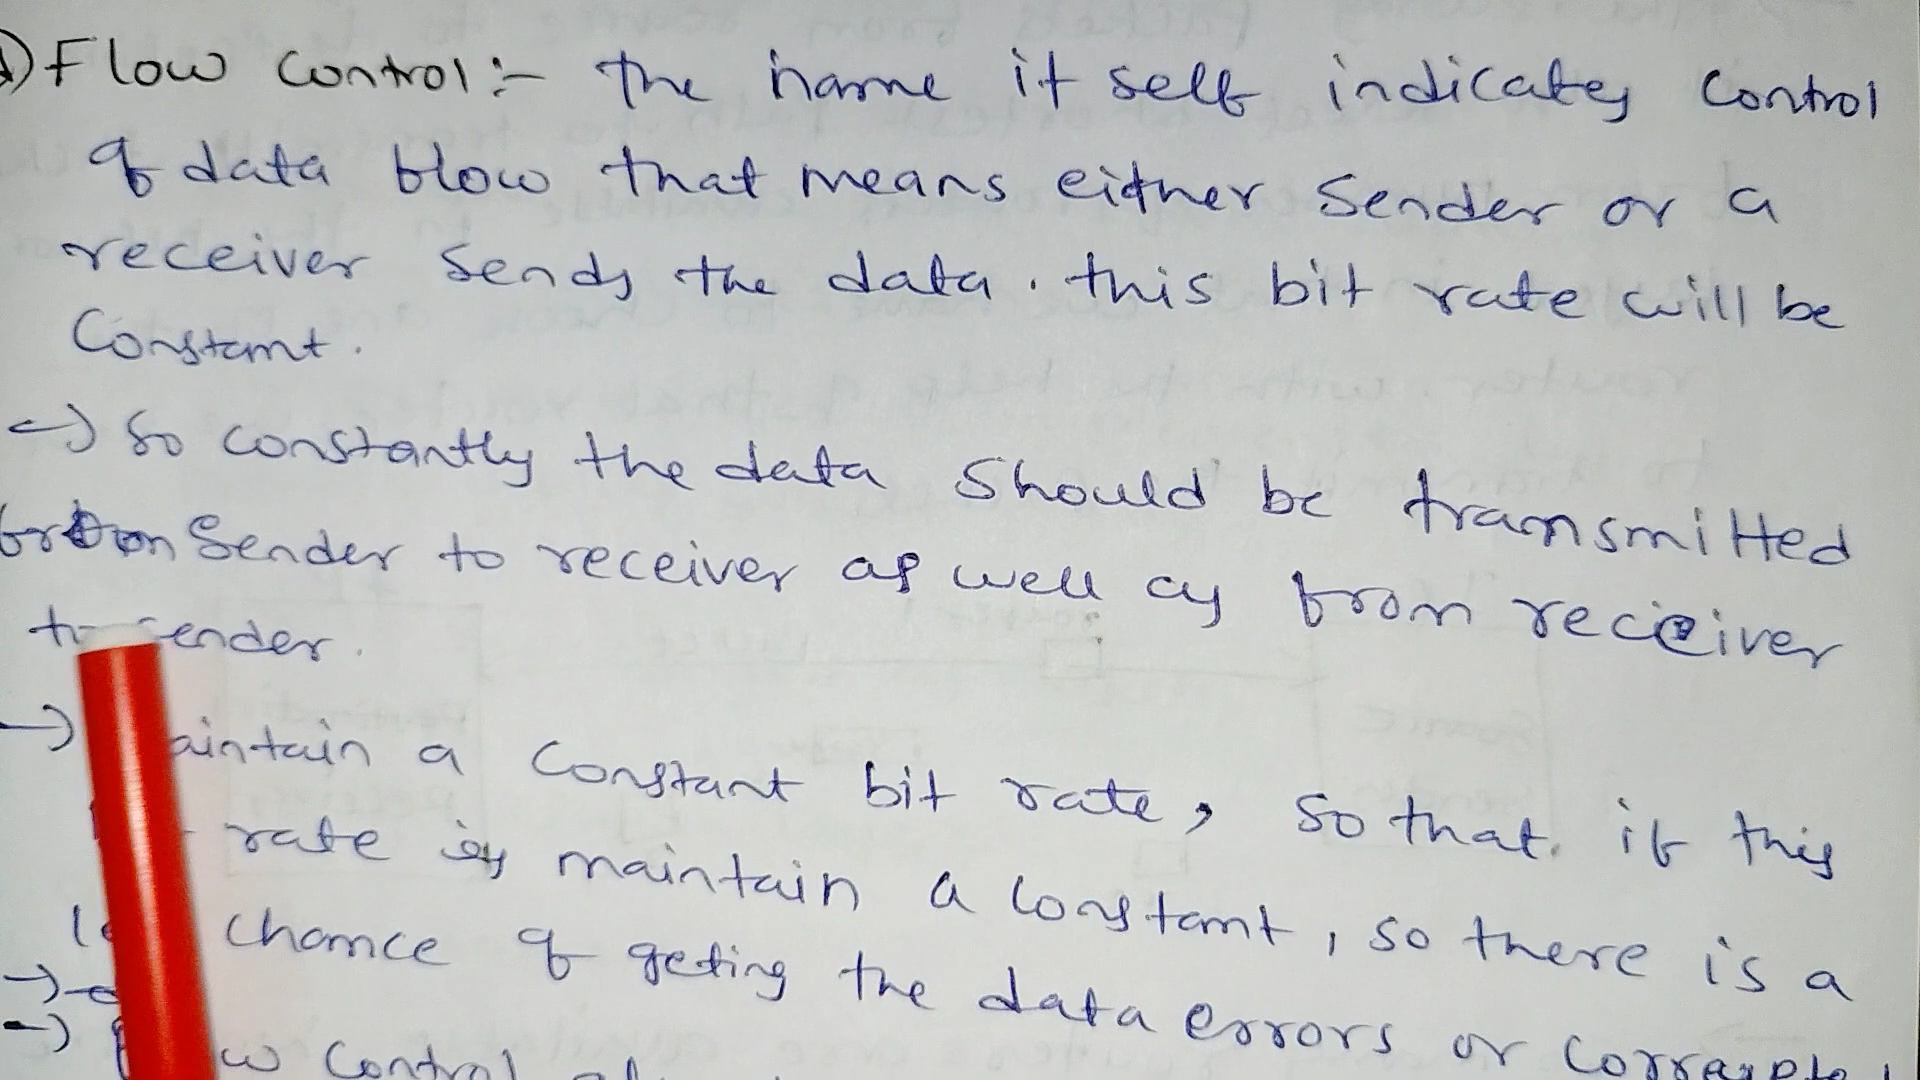 Flow control:- the name it self indicates control
of data flow that means either sender or a
receiver sends the data. this bit rate will be
Constant.
→ So constantly the data should be transmitted
from Sender to receiver as well as from receiver
to sender.
→ aintain a constant bit rate, so that. if this
rate is maintain a constant, so there is a
chance of geting the data errors or
→
→ w control